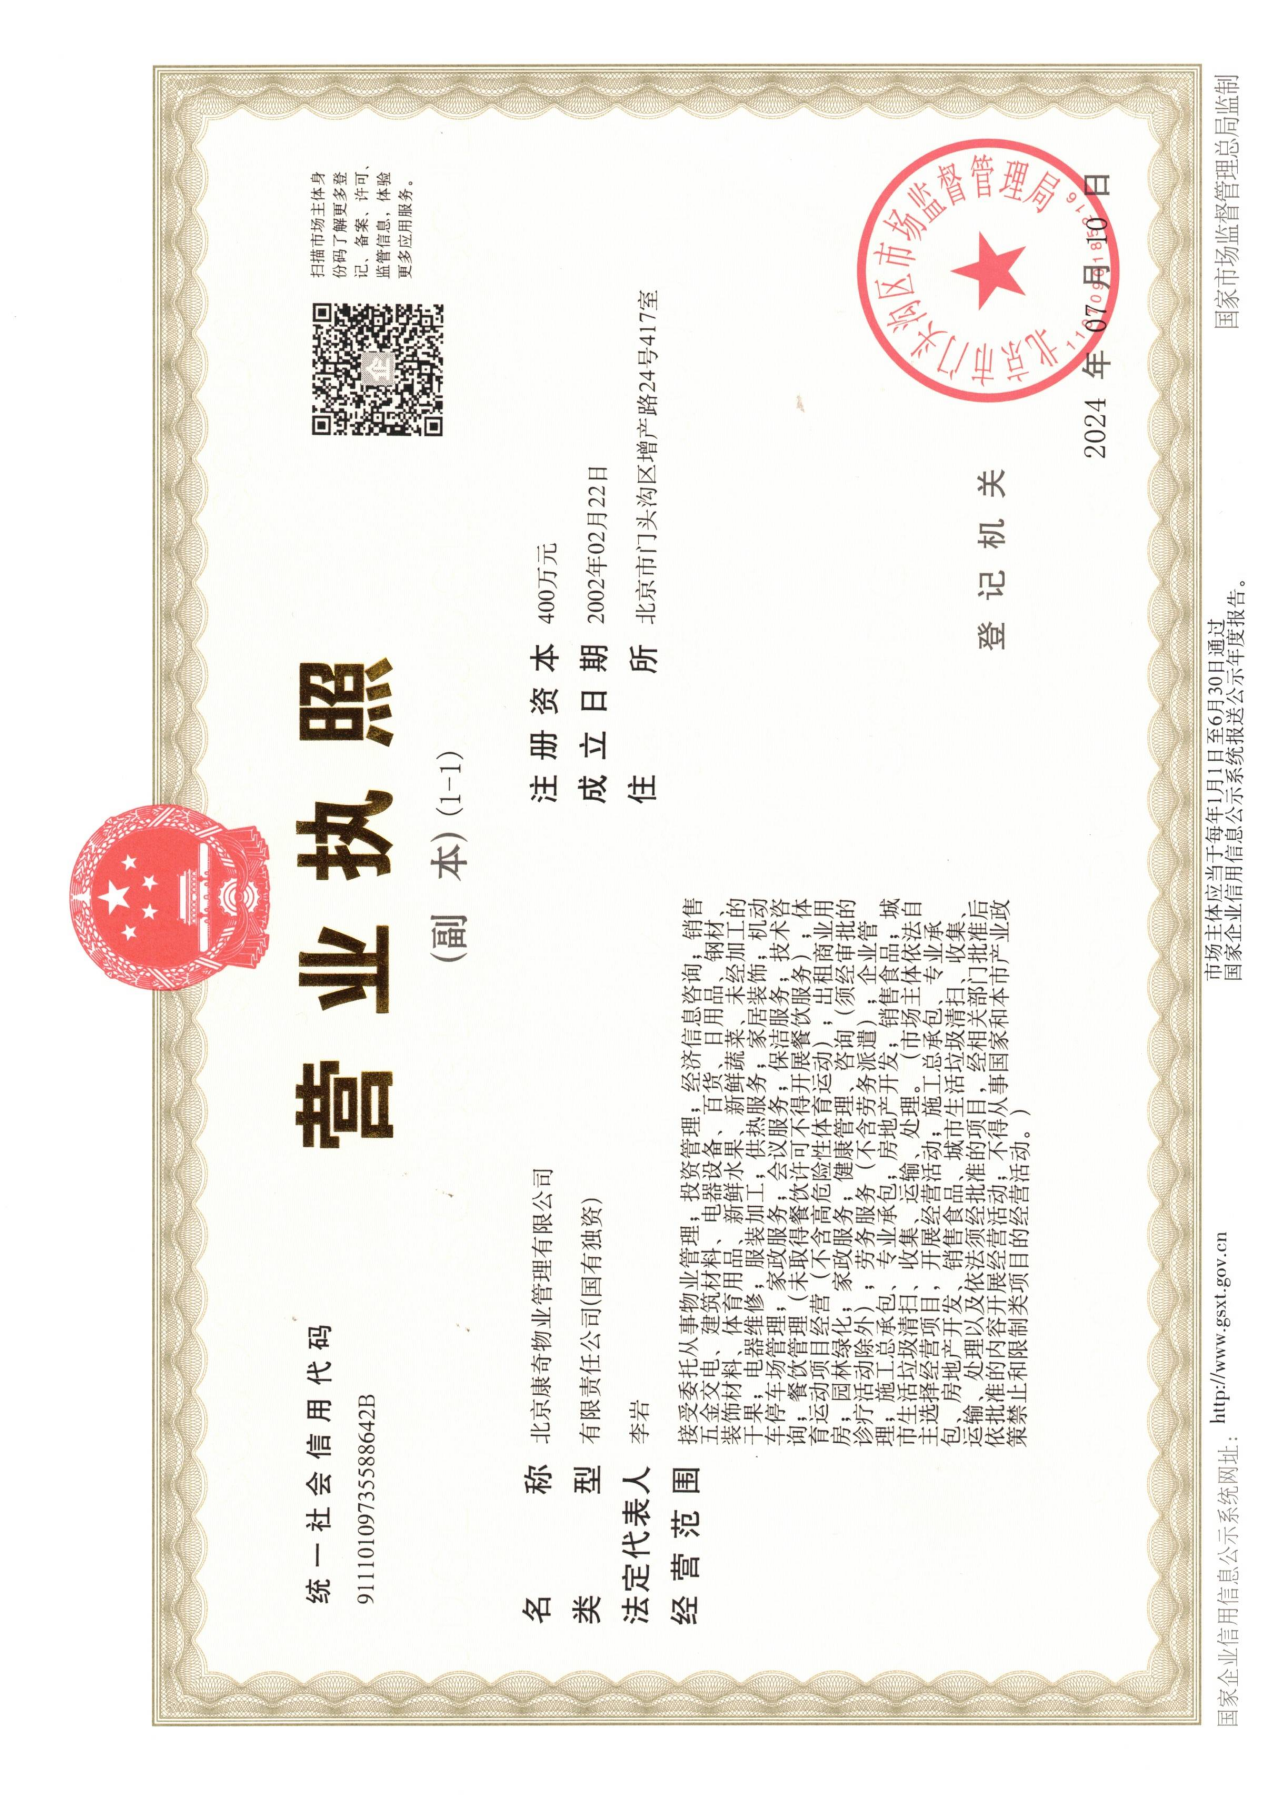 营业执照
(副 本)(1-1)
统一社会信用代码
91110109735588642B
扫描市场主体身
份码了解更多登
记、备案、许可、
监管信息，体验
更多应用服务。
名 称 北京康奇物业管理有限公司
类 型 有限责任公司(国有独资)
法定代表人 李岩
经营范围
接受委托从事物业管理；投资管理；经济信息咨询；销售
五金交电、建筑材料、电器设备、百货、日用品、钢材、
装饰材料、体育用品、新鲜水果、新鲜蔬菜、未经加工的
干果；电器维修；服装加工；供热服务；家居装饰；机动
车停车场管理；家政服务；会议服务；保洁服务；技术咨
询；餐饮管理（未取得餐饮许可不得开展餐饮服务）；体
育运动项目经营（不含高危险性体育运动）；出租商业用
房；园林绿化；家政服务；健康管理、咨询（须经审批的
诊疗活动除外）；劳务服务（不含劳务派遣）；企业管
理；施工总承包、专业承包；房地产开发；销售食品；城
市生活垃圾清扫、收集、运输、处理。（市场主体依法自
主选择经营项目，开展经营活动；施工总承包、专业承
包、房地产开发、销售食品、城市生活垃圾清扫、收集、
运输、处理以及依法须经批准的项目，经相关部门批准后
依批准的内容开展经营活动；不得从事国家和本市产业政
策禁止和限制类项目的经营活动。）
注册资本 400万元
成立日期 2002年02月22日
住 所 北京市门头沟区增产路24号417室
登记机关
北京市门头沟区市场监督管理局
2024 年 07 月 10 日
国家企业信用信息公示系统网址：http://www.gsxt.gov.cn
市场主体应当于每年1月1日至6月30日通过
国家企业信用信息公示系统报送公示年度报告。
国家市场监督管理总局监制